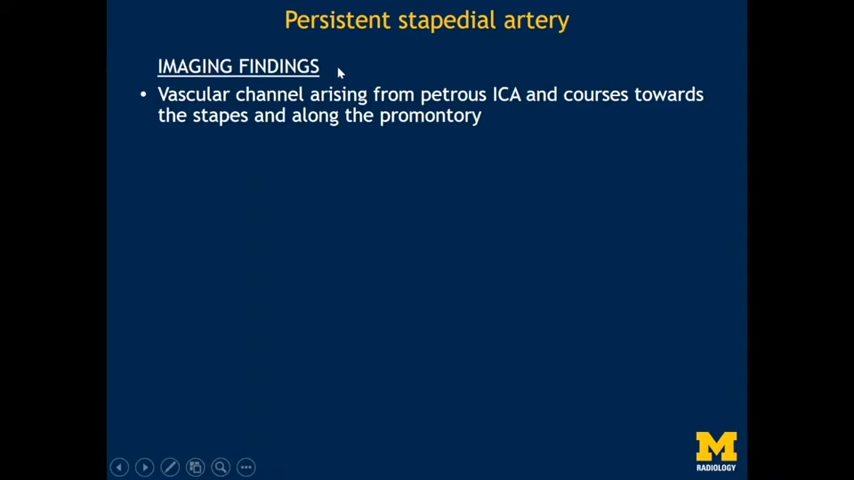 Persistent stapedial artery
IMAGING FINDINGS
• Vascular channel arising from petrous ICA and courses towards
the stapes and along the promontory
M
RADIOLOGY